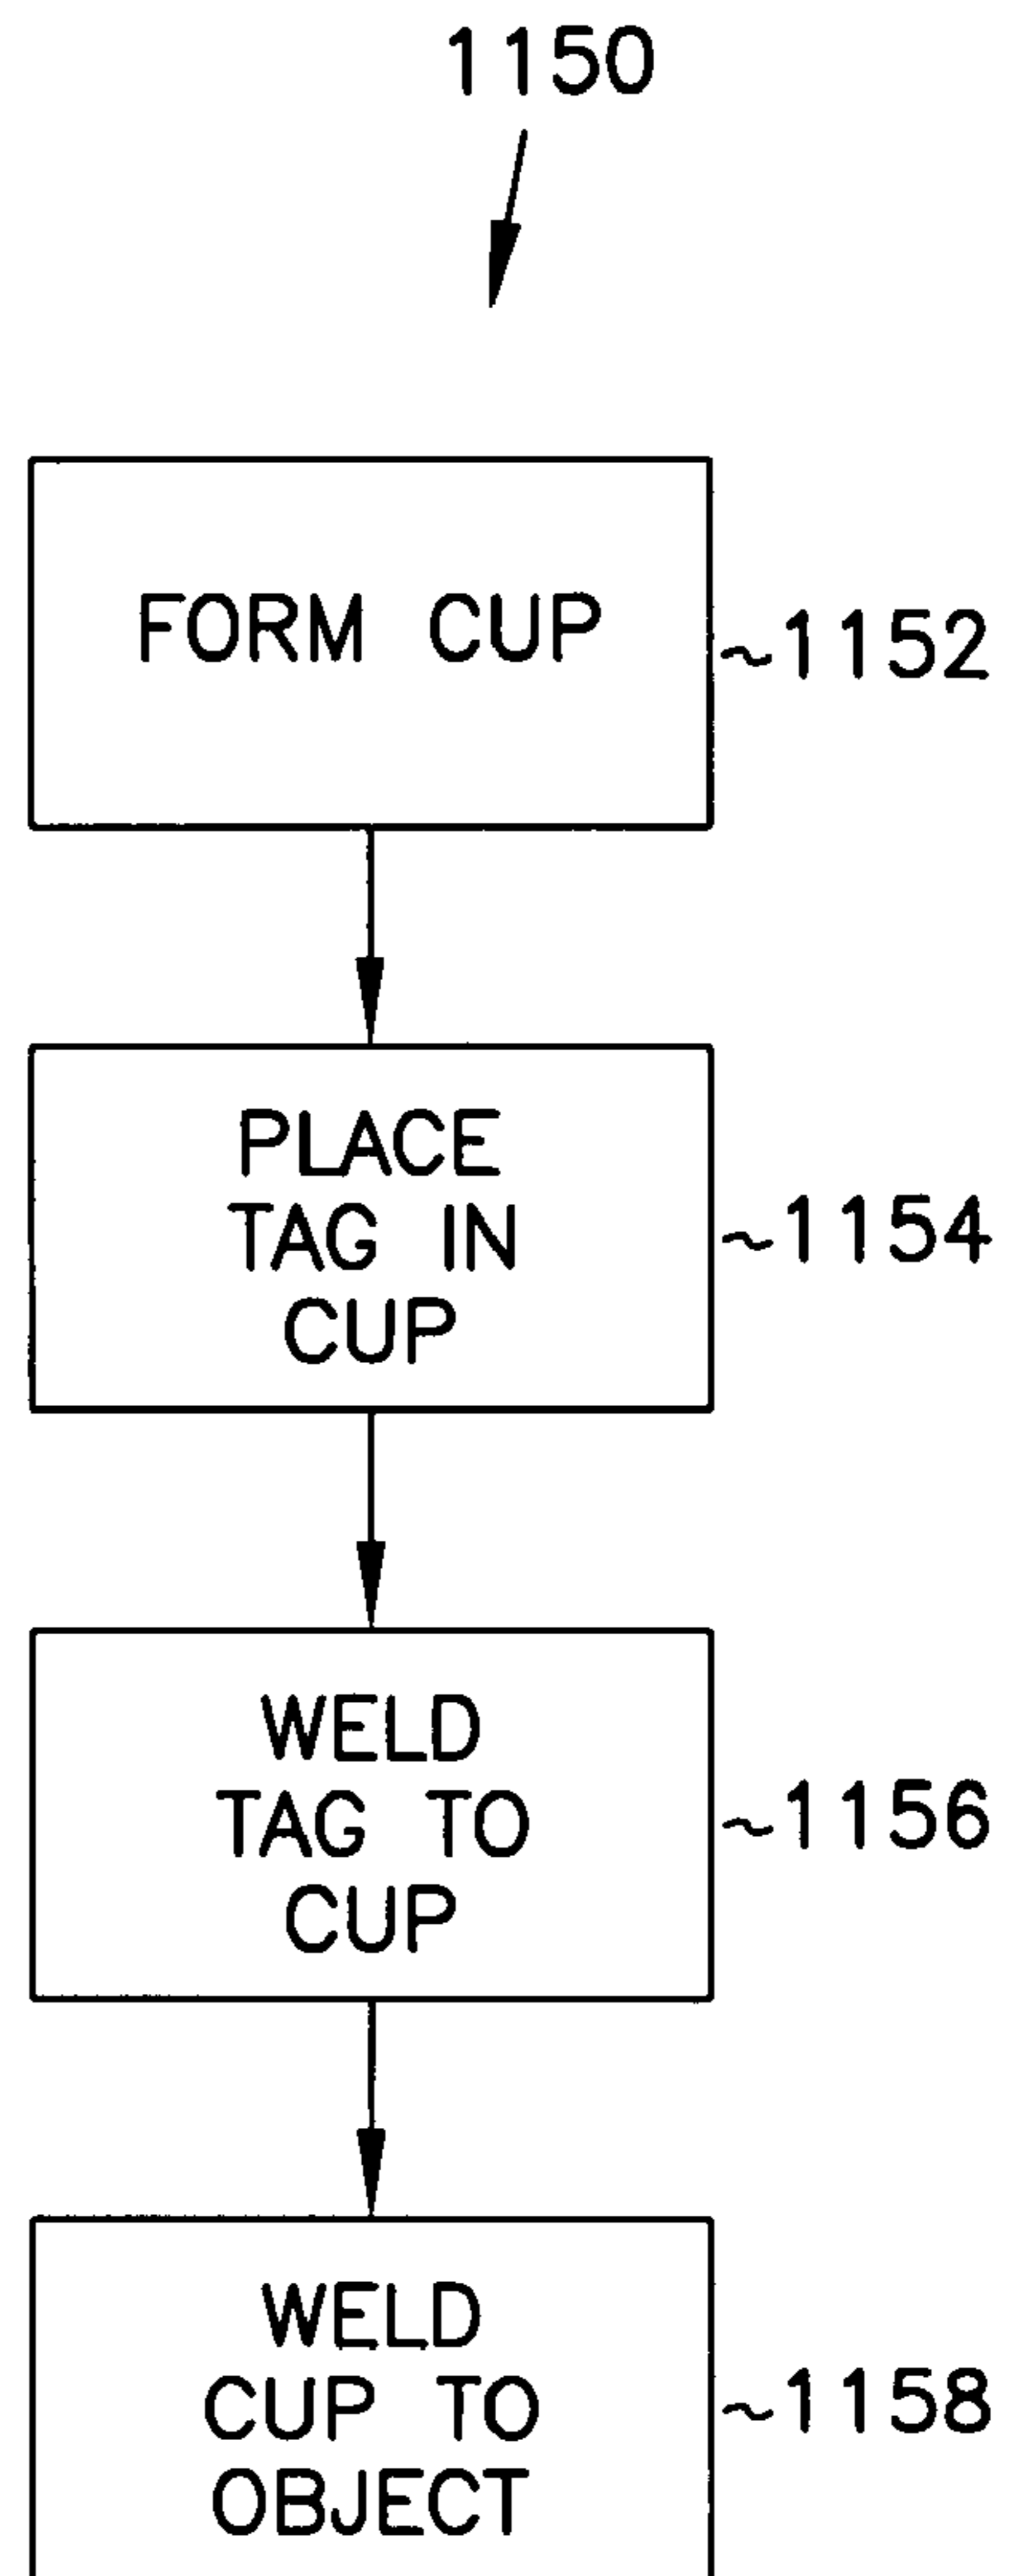 1150
FORM CUP
~1152
PLACE
TAG IN
CUP
~1154
WELD
TAG TO
CUP
~1156
WELD
CUP TO
OBJECT
~1158